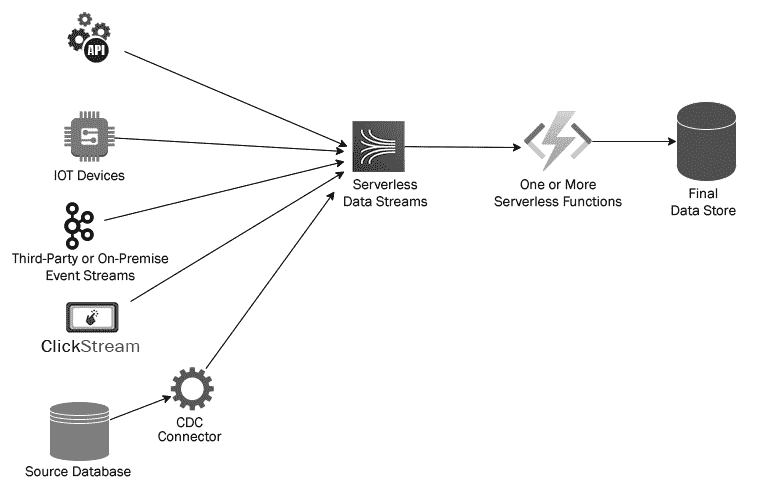 API
IOT Devices
Third-Party or On-Premise
Event Streams
ClickStream
Source Database
CDC
Connector
Serverless
Data Streams
One or More
Serverless Functions
Final
Data Store